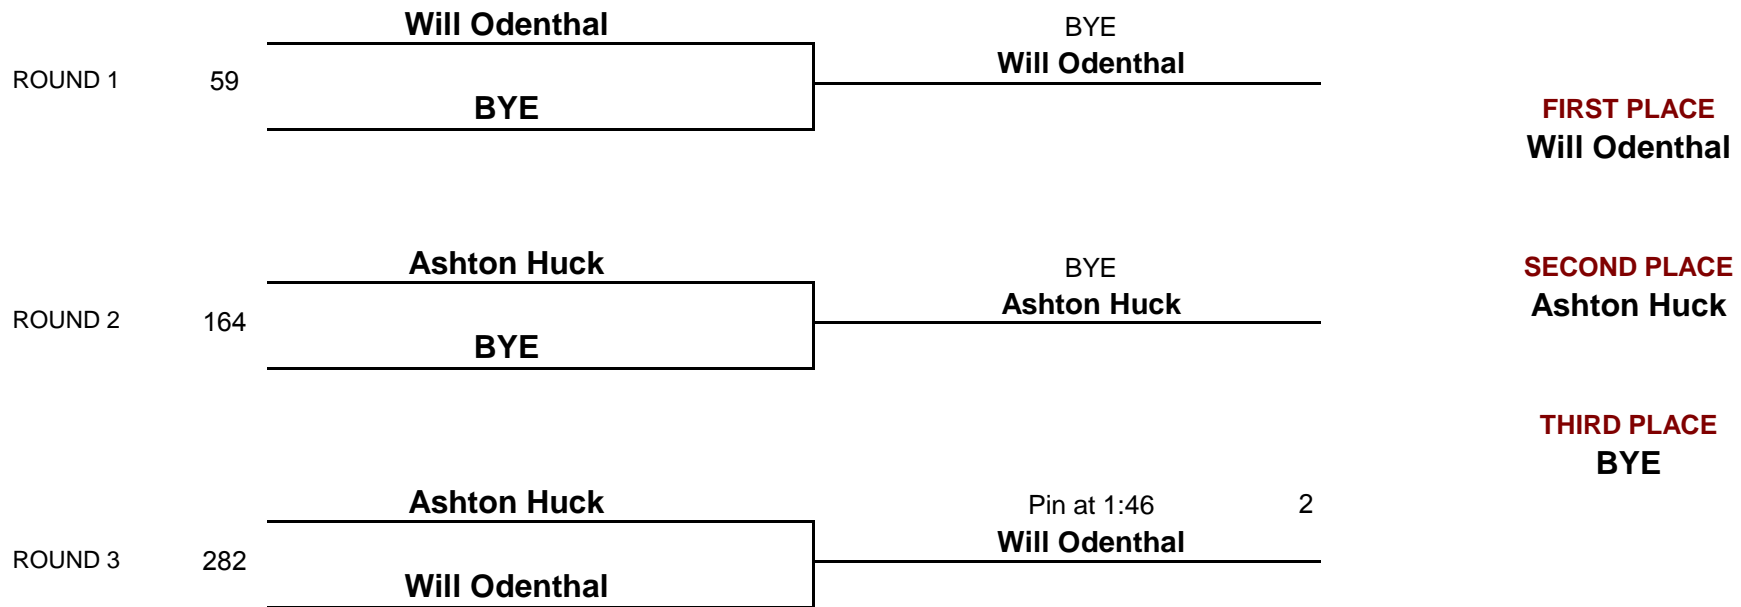 Will Odenthal
BYE
ROUND 1
59
Will Odenthal
BYE
FIRST PLACE
Will Odenthal
Ashton Huck
BYE
SECOND PLACE
Ashton Huck
ROUND 2
164
Ashton Huck
BYE
THIRD PLACE
BYE
Ashton Huck
Pin at 1:46
2
Will Odenthal
ROUND 3
282
Will Odenthal